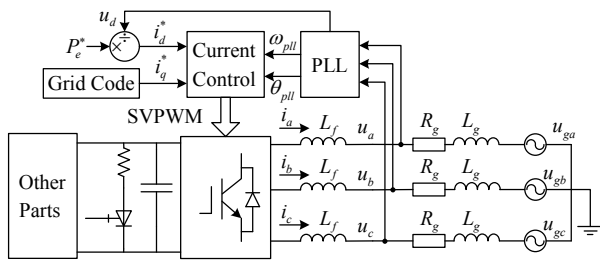 u_d
P_e^*
×
÷
i_d^*
Current
Control
ω_pll
θ_pll
PLL
Grid Code
i_q^*
SVPWM
i_a L_f u_a R_g L_g u_ga
Other
Parts
i_b L_f u_b R_g L_g u_gb
i_c L_f u_c R_g L_g u_gc